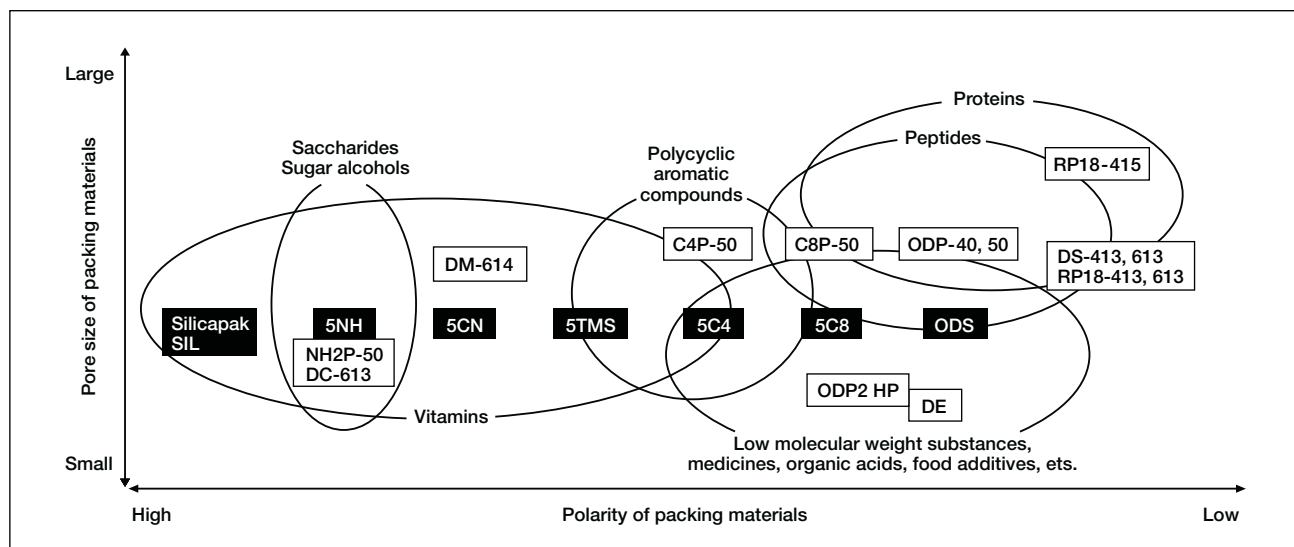 Large
Proteins
Saccharides
Sugar alcohols
Polycyclic
aromatic
compounds
Peptides
RP18-415
Pore size of packing materials
DM-614
C4P-50
C8P-50
ODP-40, 50
DS-413, 613
RP18-413, 613
Silicapak
SIL
5NH
5CN
5TMS
5C4
5C8
ODS
NH2P-50
DC-613
ODP2 HP
DE
Vitamins
Low molecular weight substances,
medicines, organic acids, food additives, ets.
Small
High
Polarity of packing materials
Low